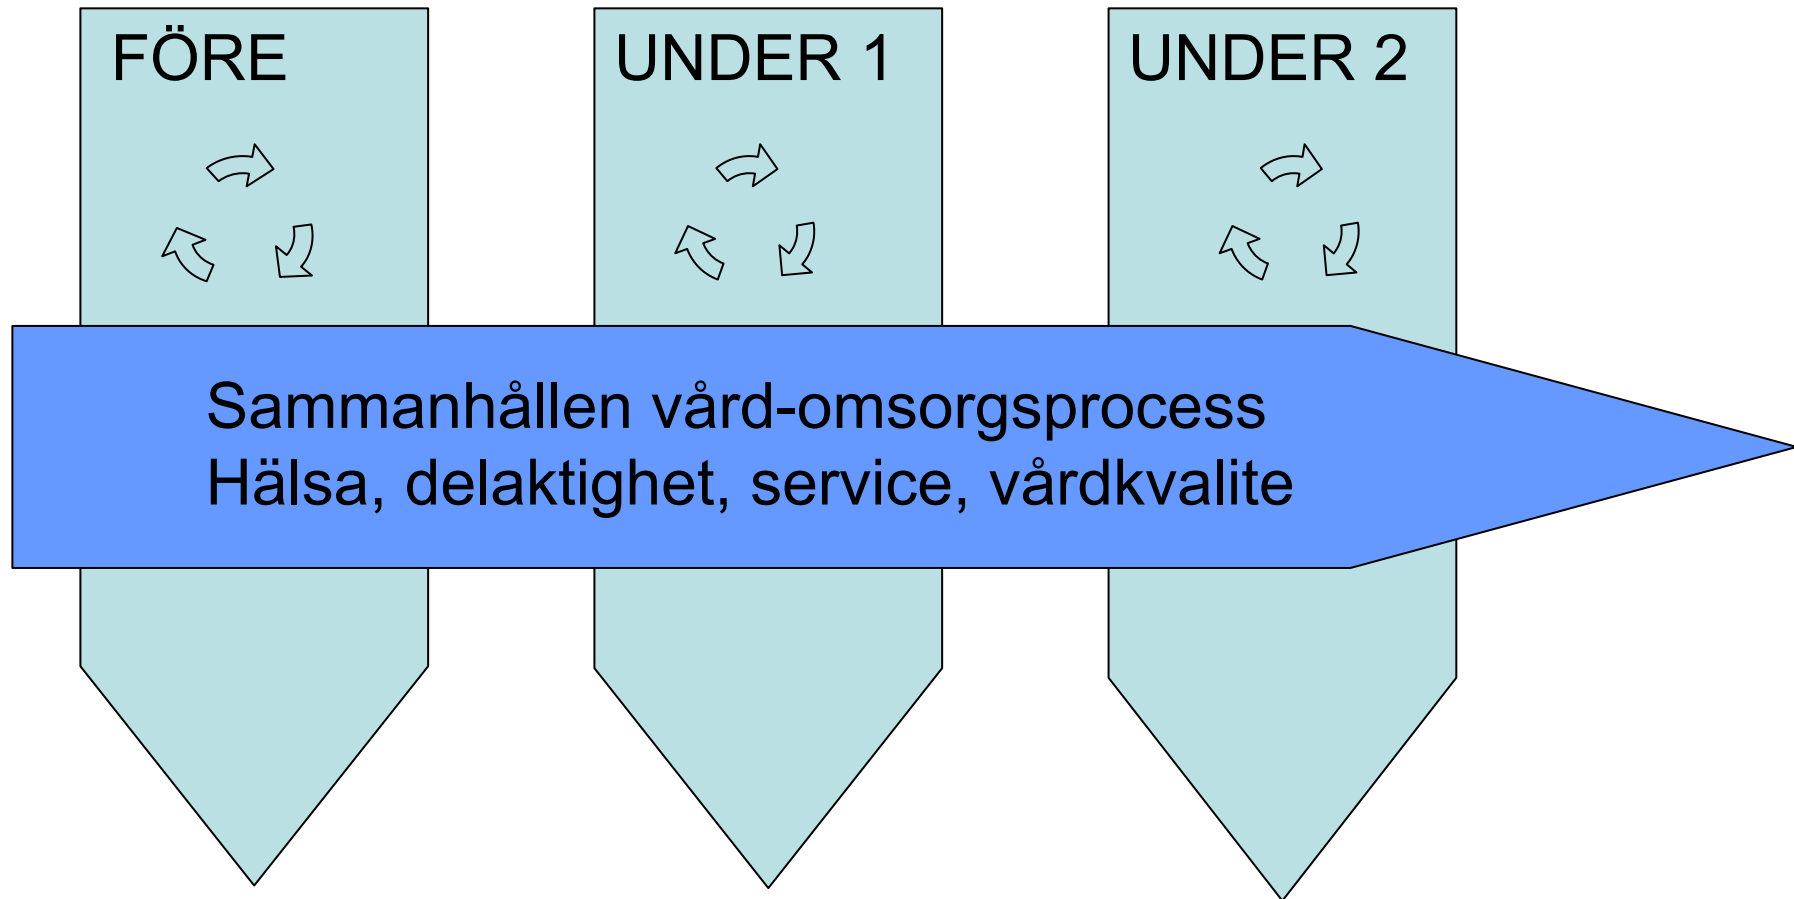 FÖRE
UNDER 1
UNDER 2
Sammanhållen vård-omsorgsprocess
Hälsa, delaktighet, service, vårdkvalite